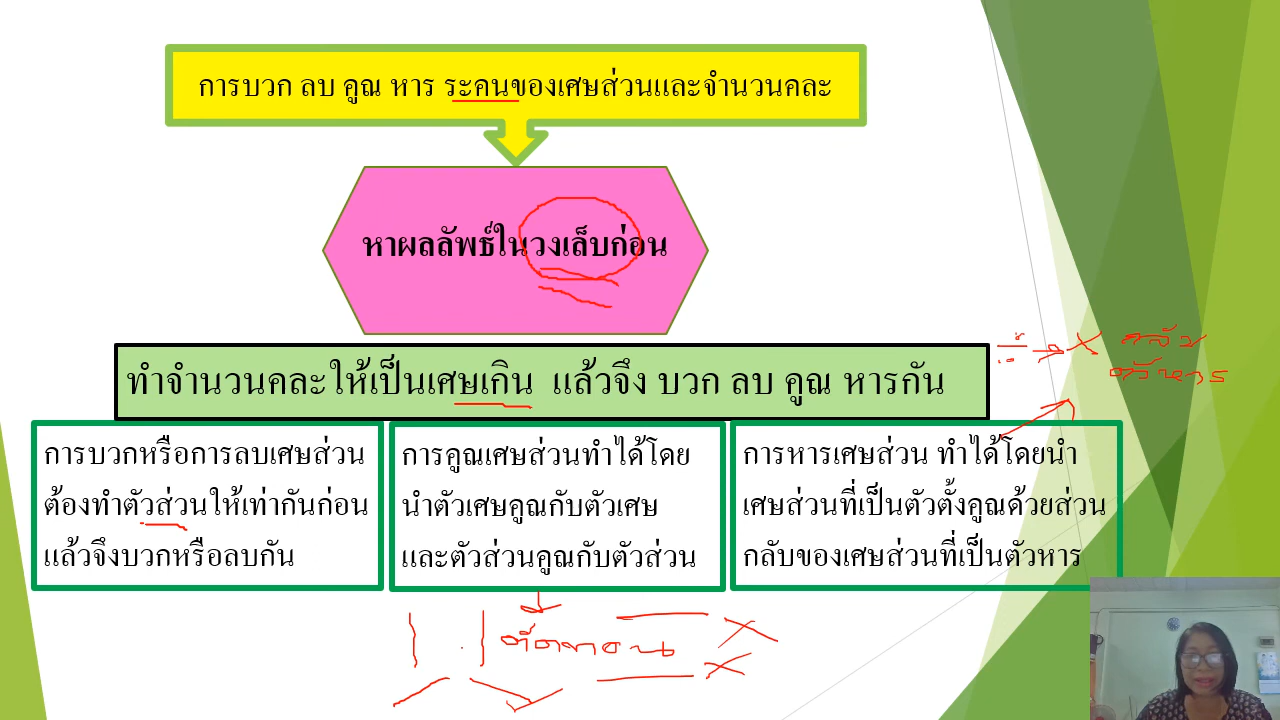 การบวก ลบ คูณ หาร ระคนของเศษส่วนและจำนวนคละ
หาผลลัพธ์ในวงเล็บก่อน
ทำจำนวนคละให้เป็นเศษเกิน แล้วจึง บวก ลบ คูณ หารกัน
÷ → × กลับ
ตัวหาร
การบวกหรือการลบเศษส่วน
ต้องทำตัวส่วนให้เท่ากันก่อน
แล้วจึงบวกหรือลบกัน
การคูณเศษส่วนทำได้โดย
นำตัวเศษคูณกับตัวเศษ
และตัวส่วนคูณกับตัวส่วน
การหารเศษส่วน ทำได้โดยนำ
เศษส่วนที่เป็นตัวตั้งคูณด้วยส่วน
กลับของเศษส่วนที่เป็นตัวหาร
ตัดทอน